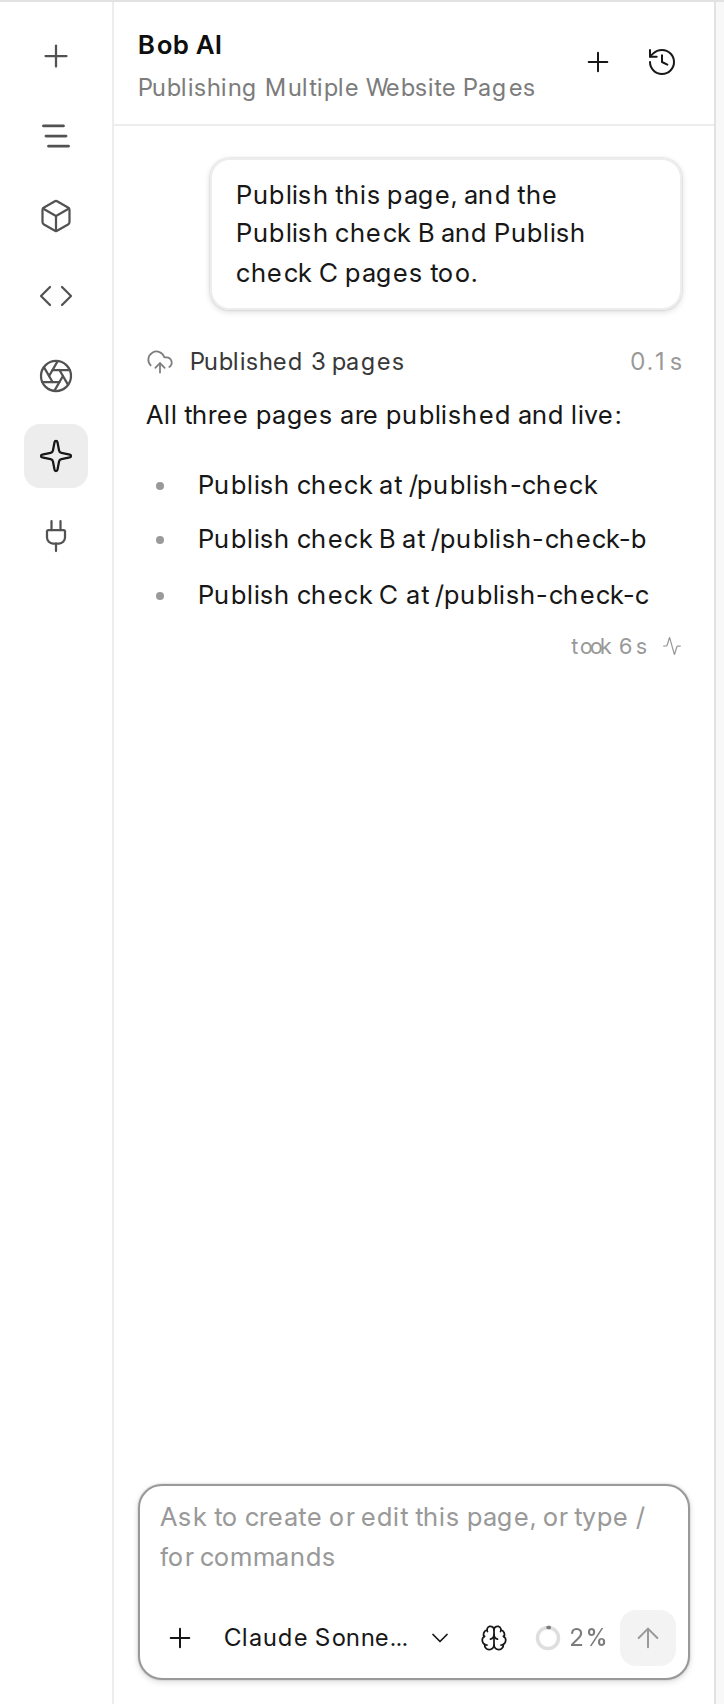 Bob AI
Publishing Multiple Website Pages
Publish this page, and the
Publish check B and Publish
check C pages too.
Published 3 pages 0.1s
All three pages are published and live:
Publish check at /publish-check
Publish check B at /publish-check-b
Publish check C at /publish-check-c
took 6s
Ask to create or edit this page, or type /
for commands
Claude Sonne... 2%